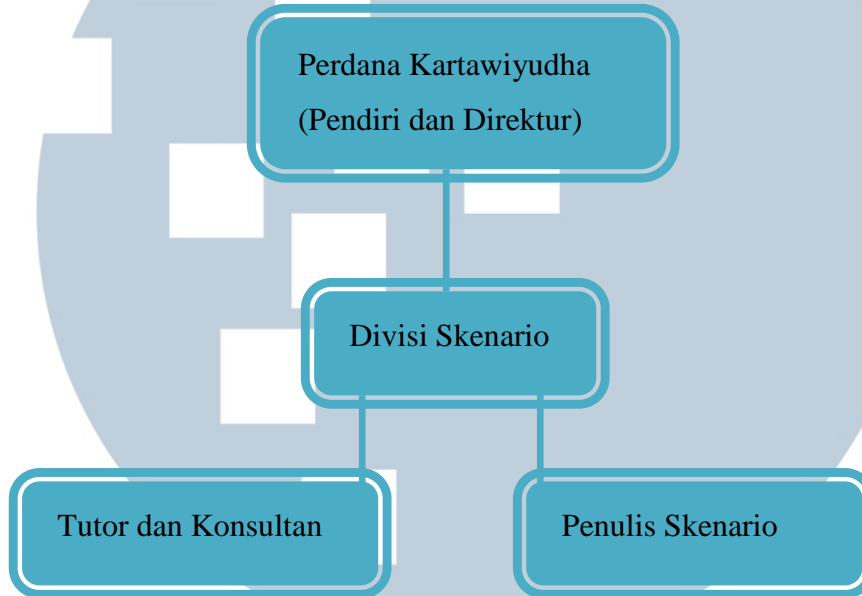 Perdana Kartawiyudha
(Pendiri dan Direktur)
Divisi Skenario
Tutor dan Konsultan
Penulis Skenario